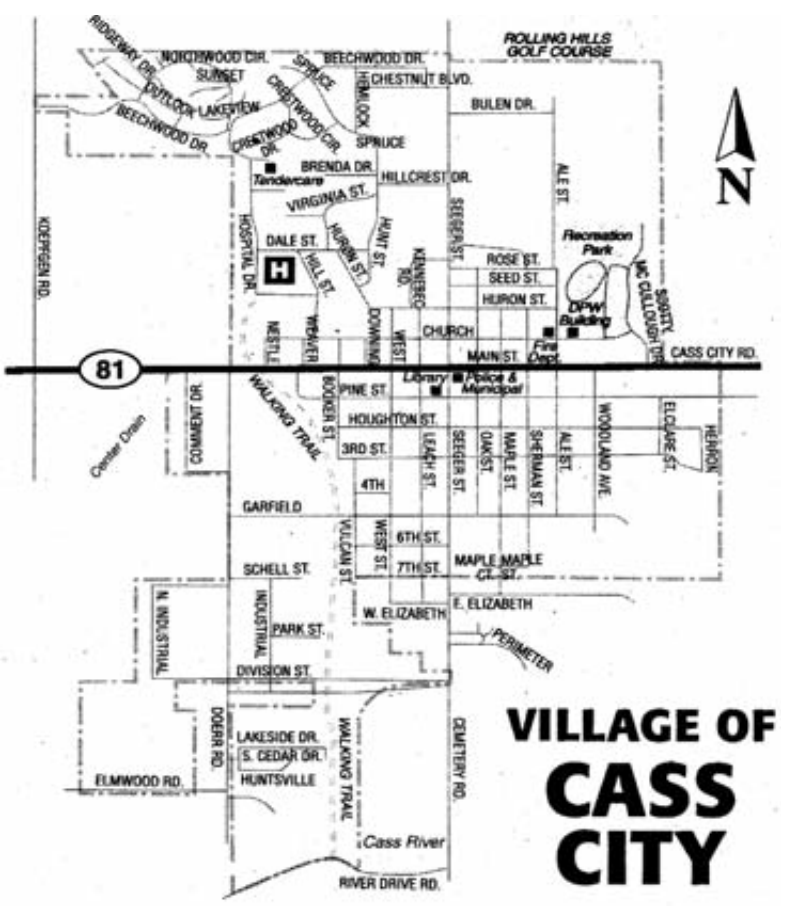 ROLLING HILLS
GOLF COURSE
RIDGEWAY DR.
NORTHWOOD CIR.
SUNSET
SPRUCE
BEECHWOOD DR.
CHESTNUT BLVD.
HEMLOCK
OUTLOOK
LAKEVIEW
CRESTWOOD CIR.
BULEN DR.
BEECHWOOD DR.
CRESTWOOD
DR.
SPRUCE
BRENDA DR.
Tendercare
HILLCREST DR.
VIRGINIA ST.
ALE ST.
N
KOEPFGEN RD.
HOSPITAL DR.
DALE ST.
HURON ST.
HUNT ST
SEEGER ST.
KENNEBEC
RD.
Recreation
Park
ROSE ST.
SEED ST.
HURON ST.
H
HILL ST.
MC CULLOUGH DR.
DPW
Building
NESTLE
WEAVER
DOWNING
WEST
CHURCH
Fire
Dept.
MAIN ST.
CASS CITY RD.
81
Library
Police &
Municipal
PINE ST.
BOOKER ST.
WALKING TRAIL
COMMENT DR.
Center Drain
HOUGHTON ST.
3RD ST.
LEACH ST.
SEEGER ST.
OAK ST.
MAPLE ST.
SHERMAN ST.
ALE ST.
WOODLAND AVE.
ELCLARE ST.
HERRON
4TH
GARFIELD
VULCAN ST.
WEST ST.
6TH ST.
7TH ST.
MAPLE MAPLE
CT. ST.
SCHELL ST.
N. INDUSTRIAL
INDUSTRIAL
W. ELIZABETH
E. ELIZABETH
PARK ST.
PERIMETER
DIVISION ST.
DOERR RD.
LAKESIDE DR.
S. CEDAR DR.
HUNTSVILLE
WALKING TRAIL
CEMETERY RD.
ELMWOOD RD.
Cass River
RIVER DRIVE RD.
VILLAGE OF
CASS
CITY